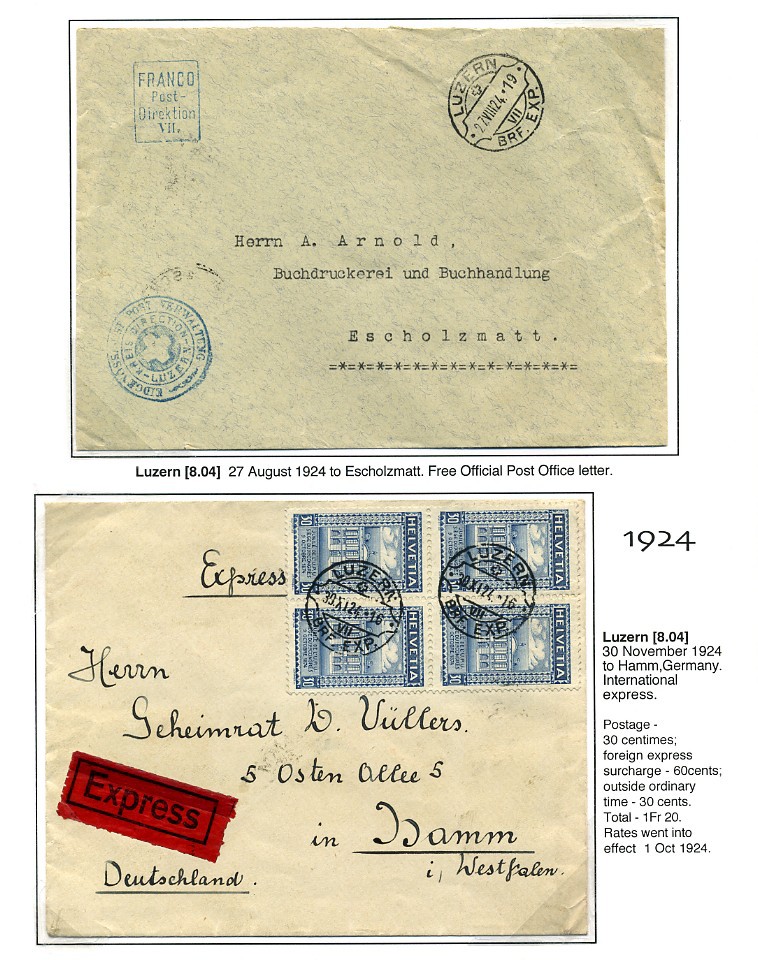 FRANCO
Post-
Direktion
VII.
LUZERN
27.VIII.24.-19
VII
BRF. EXP.
Herrn A. Arnold,
Buchdruckerei und Buchhandlung
Escholzmatt.
=*=*=*=*=*=*=*=*=*=*=*=*=*=
EIDGENÖSSISCHE POST VERWALTUNG
KREIS DIRECTION
LUZERN
Luzern [8.04] 27 August 1924 to Escholzmatt. Free Official Post Office letter.
1924
Express
HELVETIA
30
HELVETIA
30
HELVETIA
30
HELVETIA
30
LUZERN
30.XI.24.-16
VII
BRF. EXP.
LUZERN
30.XI.24.-16
VII
BRF. EXP.
Herrn
Geheimrat D. Vüllers.
5 Osten Allee 5
in Hamm
i, Westfalen.
Deutschland.
Express
Luzern [8.04]
30 November 1924
to Hamm,Germany.
International
express.
Postage -
30 centimes;
foreign express
surcharge - 60cents;
outside ordinary
time - 30 cents.
Total - 1Fr 20.
Rates went into
effect 1 Oct 1924.